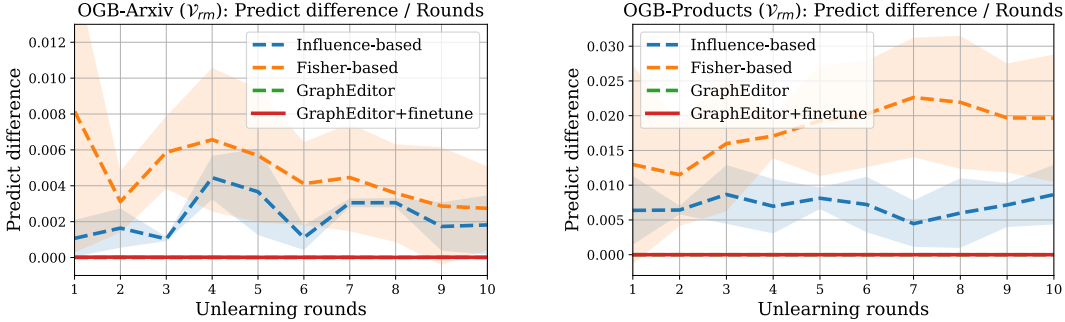 OGB-Arxiv (𝒱rm): Predict difference / Rounds
Predict difference
0.012
0.010
0.008
0.006
0.004
0.002
0.000
Influence-based
Fisher-based
GraphEditor
GraphEditor+finetune
1 2 3 4 5 6 7 8 9 10
Unlearning rounds
OGB-Products (𝒱rm): Predict difference / Rounds
Predict difference
0.030
0.025
0.020
0.015
0.010
0.005
0.000
Influence-based
Fisher-based
GraphEditor
GraphEditor+finetune
1 2 3 4 5 6 7 8 9 10
Unlearning rounds